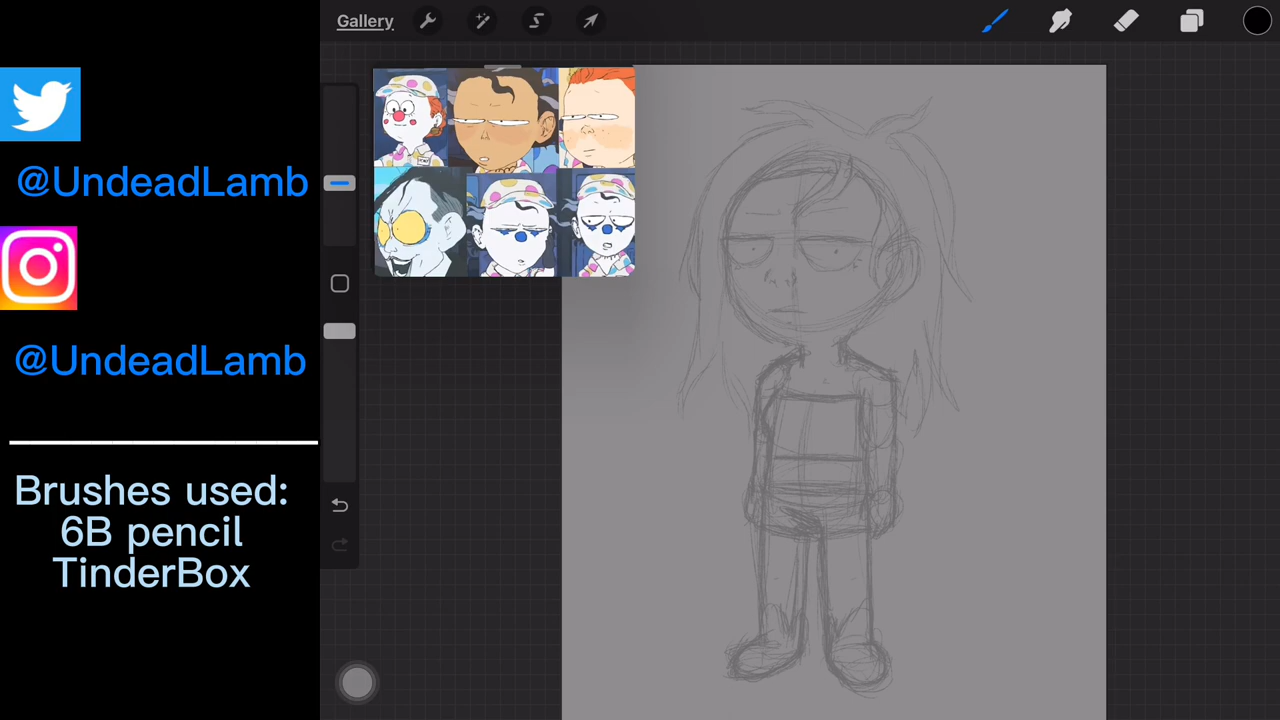 Gallery
@UndeadLamb
@UndeadLamb
Brushes used:
6B pencil
TinderBox